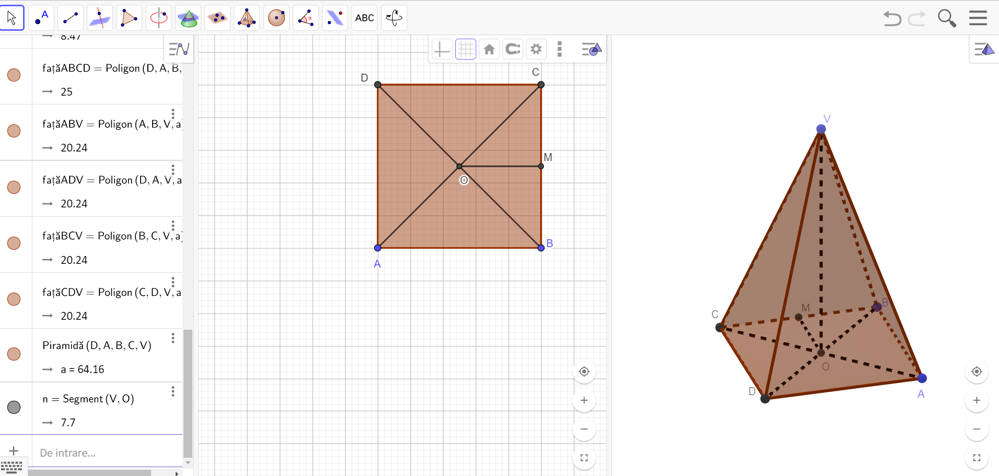 A
α
ABC
8.47
fațăABCD = Poligon (D, A, B,
→ 25
fațăABV = Poligon (A, B, V, a
→ 20.24
fațăADV = Poligon (D, A, V, a
→ 20.24
fațăBCV = Poligon (B, C, V, a)
→ 20.24
fațăCDV = Poligon (C, D, V, a
→ 20.24
Piramidă (D, A, B, C, V)
→ a = 64.16
n = Segment (V, O)
→ 7.7
De intrare...
D
C
M
O
B
A
V
C
M
B
O
D
A